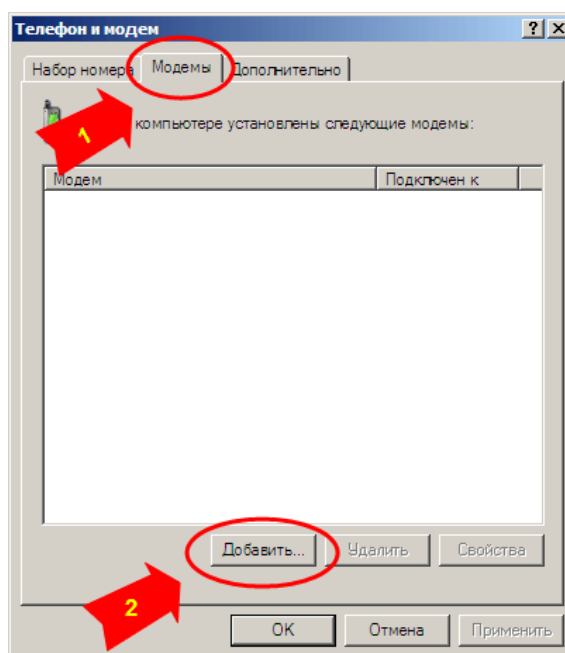 Телефон и модем ? X
Набор номера Модемы Дополнительно
1
компьютере установлены следующие модемы:
Модем Подключен к
Добавить... Удалить Свойства
2
OK Отмена Применить